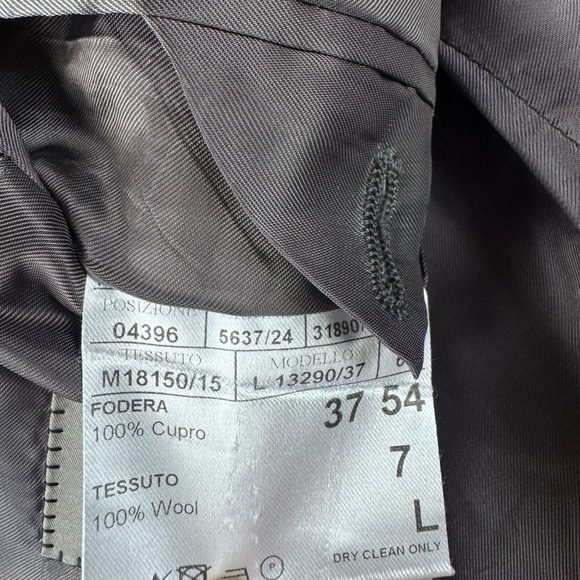 POSIZIONE
04396 5637/24 31890
TESSUTO MODELLO
M18150/15 L 13290/37
FODERA 37 54
100% Cupro
7
TESSUTO
100% Wool
L
DRY CLEAN ONLY
P